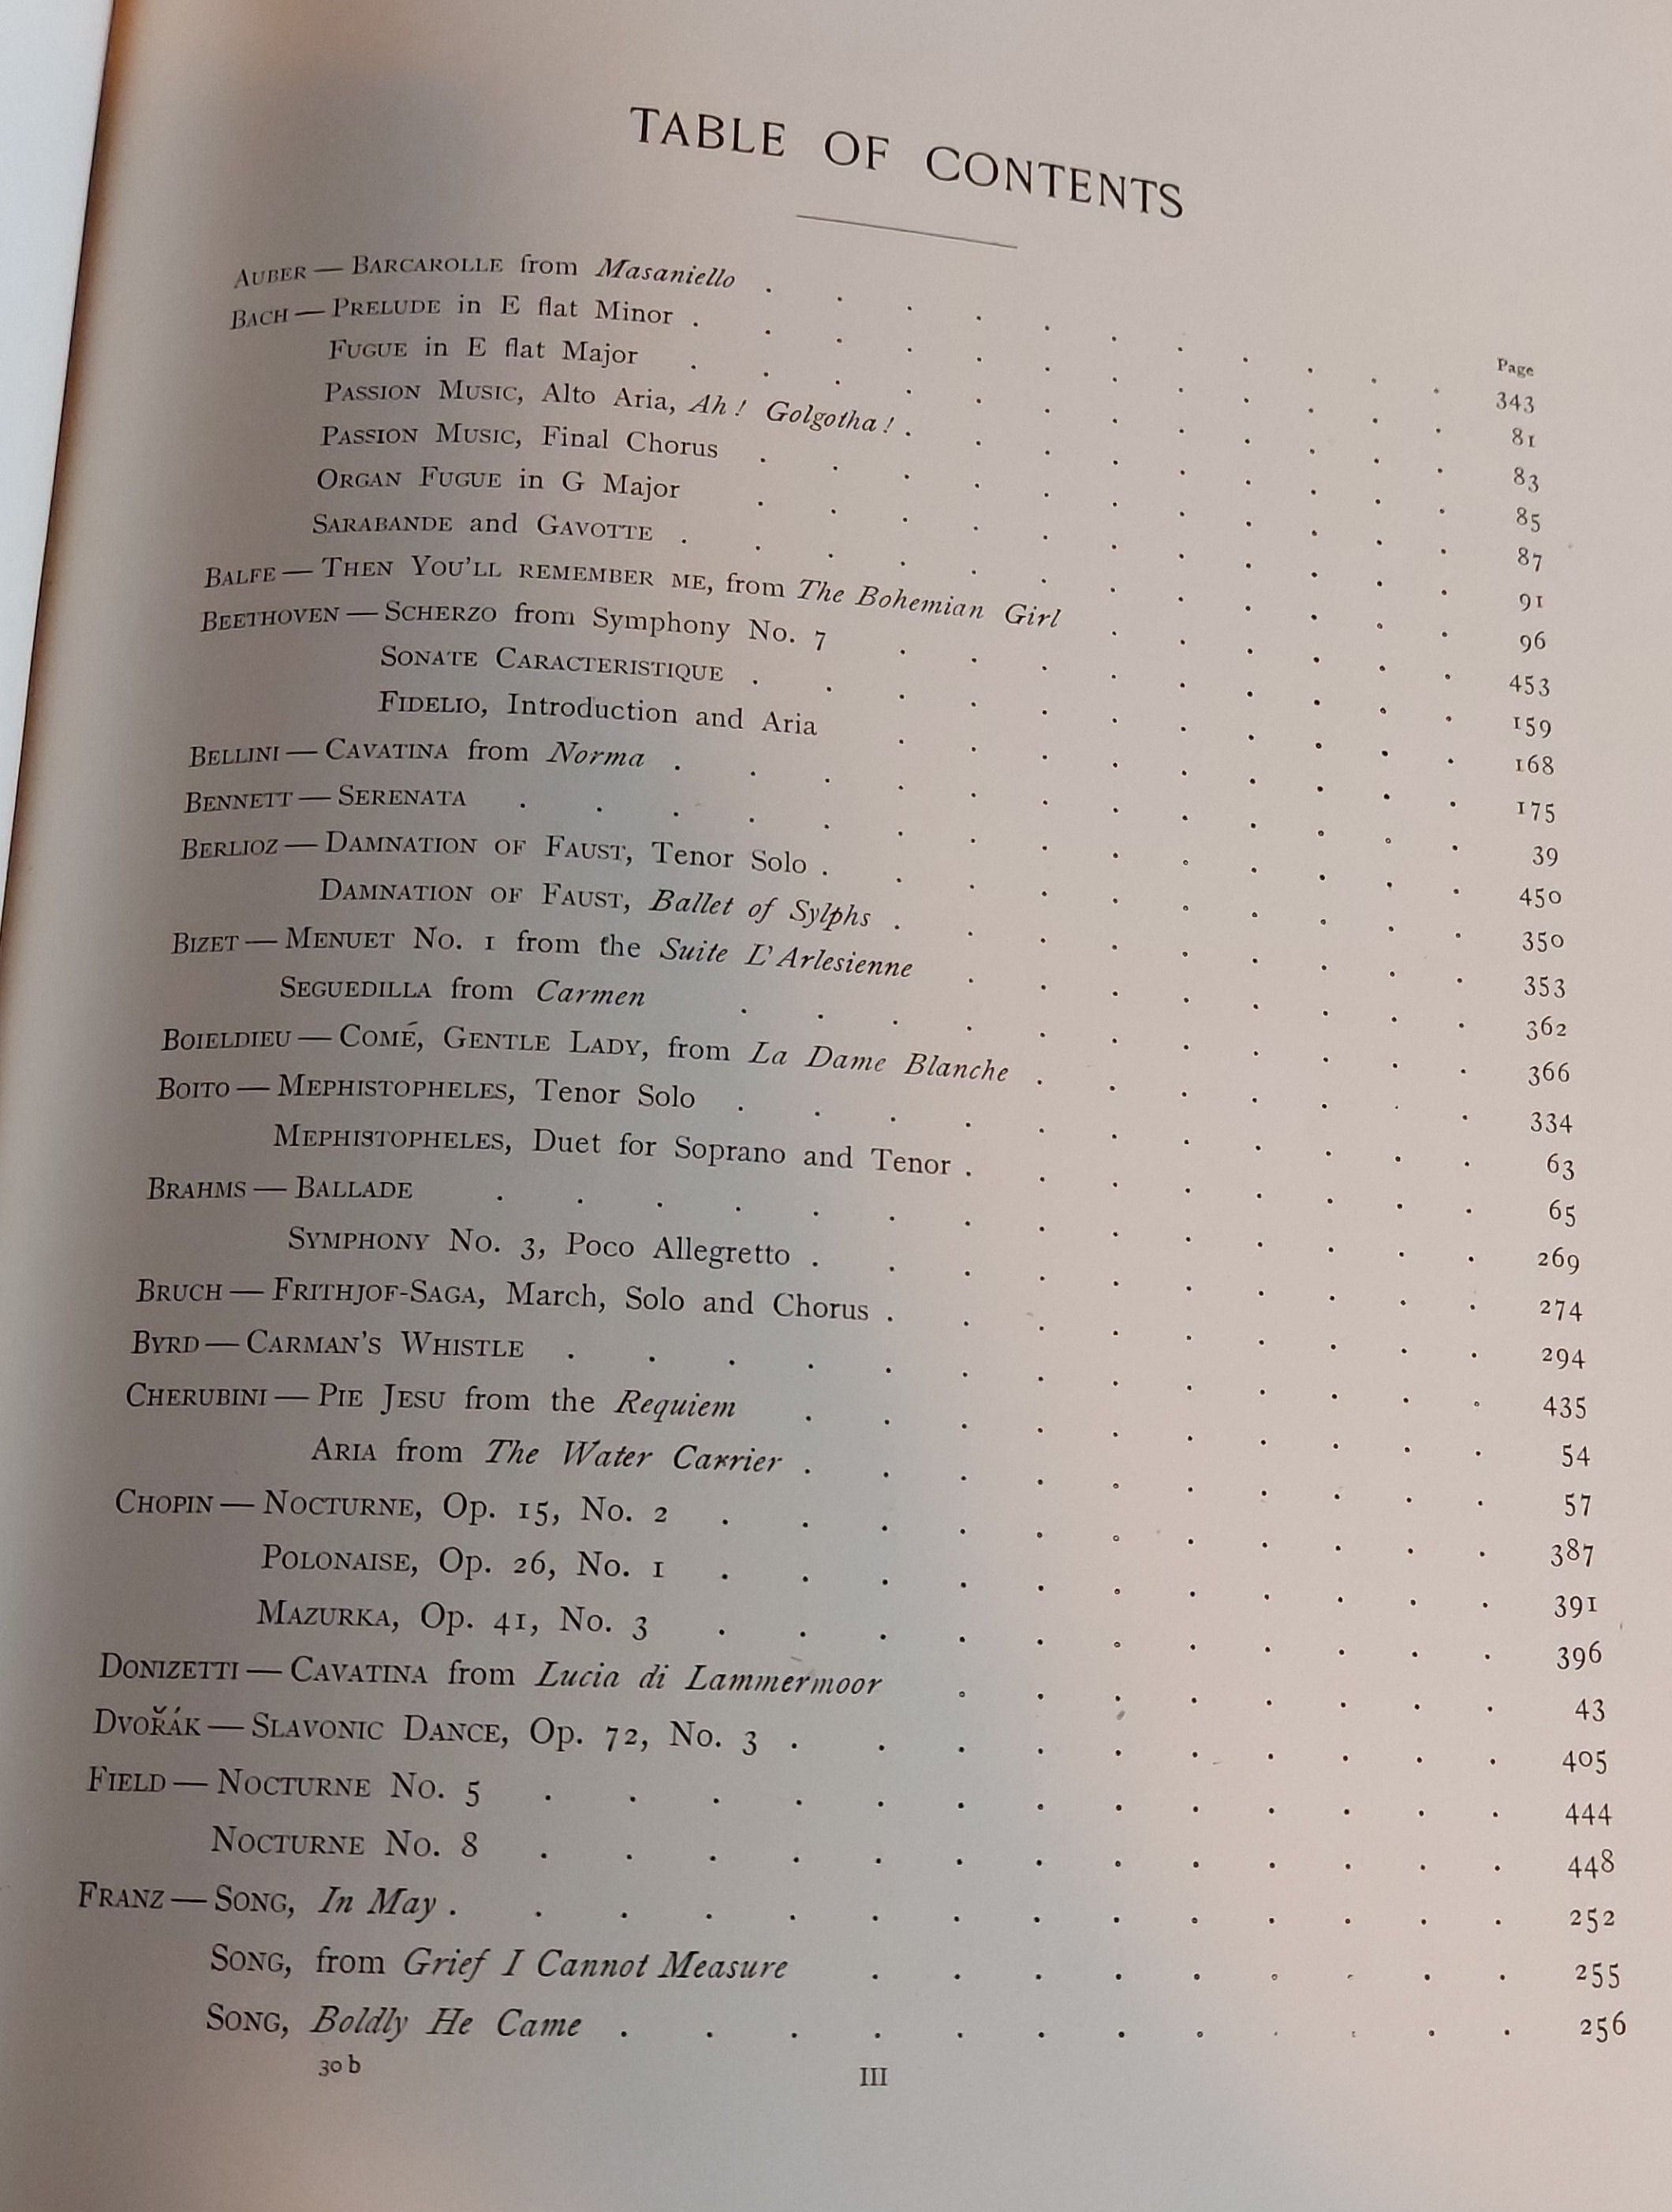 TABLE OF CONTENTS
Page
AUBER — BARCAROLLE from Masaniello . . . . . . . . . . . 343
BACH — PRELUDE in E flat Minor . . . . . . . . . . . . 81
FUGUE in E flat Major . . . . . . . . . . . . 83
PASSION MUSIC, Alto Aria, Ah! Golgotha! . . . . . . . . . 85
PASSION MUSIC, Final Chorus . . . . . . . . . . . 87
ORGAN FUGUE in G Major . . . . . . . . . . . 91
SARABANDE and GAVOTTE . . . . . . . . . . . . 96
BALFE — THEN YOU'LL REMEMBER ME, from The Bohemian Girl . . . . . . 453
BEETHOVEN — SCHERZO from Symphony No. 7 . . . . . . . . . 159
SONATE CARACTERISTIQUE . . . . . . . . . . . 168
FIDELIO, Introduction and Aria . . . . . . . . . 175
BELLINI — CAVATINA from Norma . . . . . . . . . . . . 39
BENNETT — SERENATA . . . . . . . . . . . . . . 450
BERLIOZ — DAMNATION OF FAUST, Tenor Solo . . . . . . . . . . 350
DAMNATION OF FAUST, Ballet of Sylphs . . . . . . . . . 353
BIZET — MENUET No. 1 from the Suite L'Arlesienne . . . . . . . . 362
SEGUEDILLA from Carmen . . . . . . . . . . . 366
BOIELDIEU — COMÉ, GENTLE LADY, from La Dame Blanche . . . . . . . 334
BOITO — MEPHISTOPHELES, Tenor Solo . . . . . . . . . . . 63
MEPHISTOPHELES, Duet for Soprano and Tenor . . . . . . . . 65
BRAHMS — BALLADE . . . . . . . . . . . . . . 269
SYMPHONY No. 3, Poco Allegretto . . . . . . . . . . 274
BRUCH — FRITHJOF-SAGA, March, Solo and Chorus . . . . . . . . . 294
BYRD — CARMAN'S WHISTLE . . . . . . . . . . . . . 435
CHERUBINI — PIE JESU from the Requiem . . . . . . . . . . 54
ARIA from The Water Carrier . . . . . . . . . . 57
CHOPIN — NOCTURNE, Op. 15, No. 2 . . . . . . . . . . . 387
POLONAISE, Op. 26, No. 1 . . . . . . . . . . . 391
MAZURKA, Op. 41, No. 3 . . . . . . . . . . . 396
DONIZETTI — CAVATINA from Lucia di Lammermoor . . . . . . . . 43
DVOŘÁK — SLAVONIC DANCE, Op. 72, No. 3 . . . . . . . . . . 405
FIELD — NOCTURNE No. 5 . . . . . . . . . . . . . 444
NOCTURNE No. 8 . . . . . . . . . . . . . 448
FRANZ — SONG, In May . . . . . . . . . . . . . . 252
SONG, from Grief I Cannot Measure . . . . . . . . . 255
SONG, Boldly He Came . . . . . . . . . . . . 256
30 b III